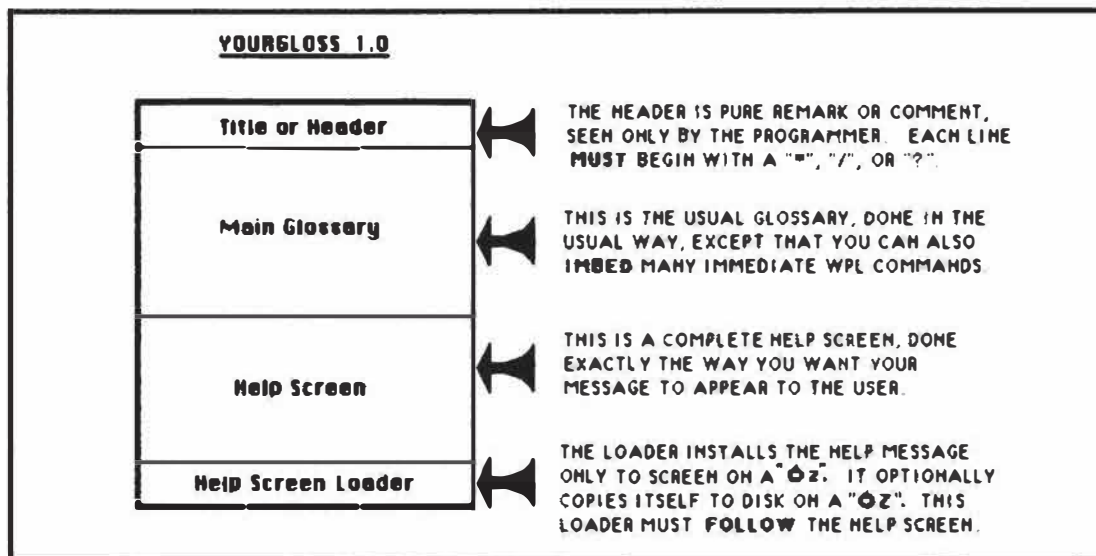 YOURGLOSS 1.0
Title or Header
THE HEADER IS PURE REMARK OR COMMENT,
SEEN ONLY BY THE PROGRAMMER. EACH LINE
MUST BEGIN WITH A "*", "/", OR "?".
Main Glossary
THIS IS THE USUAL GLOSSARY, DONE IN THE
USUAL WAY, EXCEPT THAT YOU CAN ALSO
IMBED MANY IMMEDIATE WPL COMMANDS.
Help Screen
THIS IS A COMPLETE HELP SCREEN, DONE
EXACTLY THE WAY YOU WANT YOUR
MESSAGE TO APPEAR TO THE USER.
Help Screen Loader
THE LOADER INSTALLS THE HELP MESSAGE
ONLY TO SCREEN ON A "z". IT OPTIONALLY
COPIES ITSELF TO DISK ON A "Z". THIS
LOADER MUST FOLLOW THE HELP SCREEN.